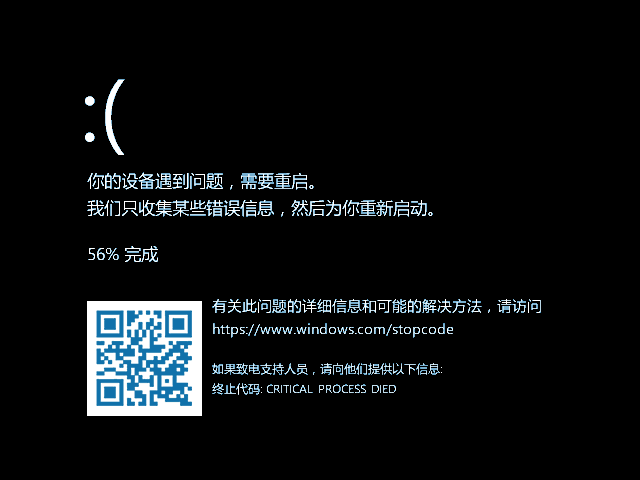 :(
你的设备遇到问题，需要重启。
我们只收集某些错误信息，然后为你重新启动。
56% 完成
有关此问题的详细信息和可能的解决方法，请访问
https://www.windows.com/stopcode
如果致电支持人员，请向他们提供以下信息:
终止代码: CRITICAL PROCESS DIED